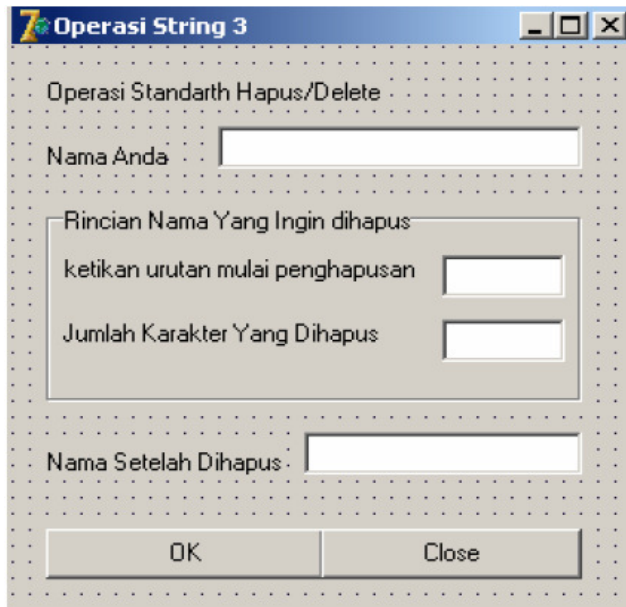 Operasi String 3
Operasi Standarth Hapus/Delete
Nama Anda
Rincian Nama Yang Ingin dihapus
ketikan urutan mulai penghapusan
Jumlah Karakter Yang Dihapus
Nama Setelah Dihapus
OK Close